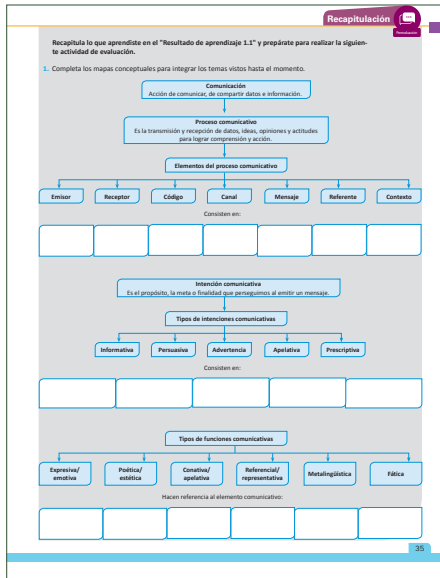 Recapitulación
Recapitulación
Recapitula lo que aprendiste en el "Resultado de aprendizaje 1.1" y prepárate para realizar la siguien-
te actividad de evaluación.
1. Completa los mapas conceptuales para integrar los temas vistos hasta el momento.
Comunicación
Acción de comunicar, de compartir datos e información.
Proceso comunicativo
Es la transmisión y recepción de datos, ideas, opiniones y actitudes
para lograr comprensión y acción.
Elementos del proceso comunicativo
Emisor Receptor Código Canal Mensaje Referente Contexto
Consisten en:
Intención comunicativa
Es el propósito, la meta o finalidad que perseguimos al emitir un mensaje.
Tipos de intenciones comunicativas
Informativa Persuasiva Advertencia Apelativa Prescriptiva
Consisten en:
Tipos de funciones comunicativas
Expresiva/ Poética/ Conativa/ Referencial/ Metalingüística Fática
emotiva estética apelativa representativa
Hacen referencia al elemento comunicativo:
35